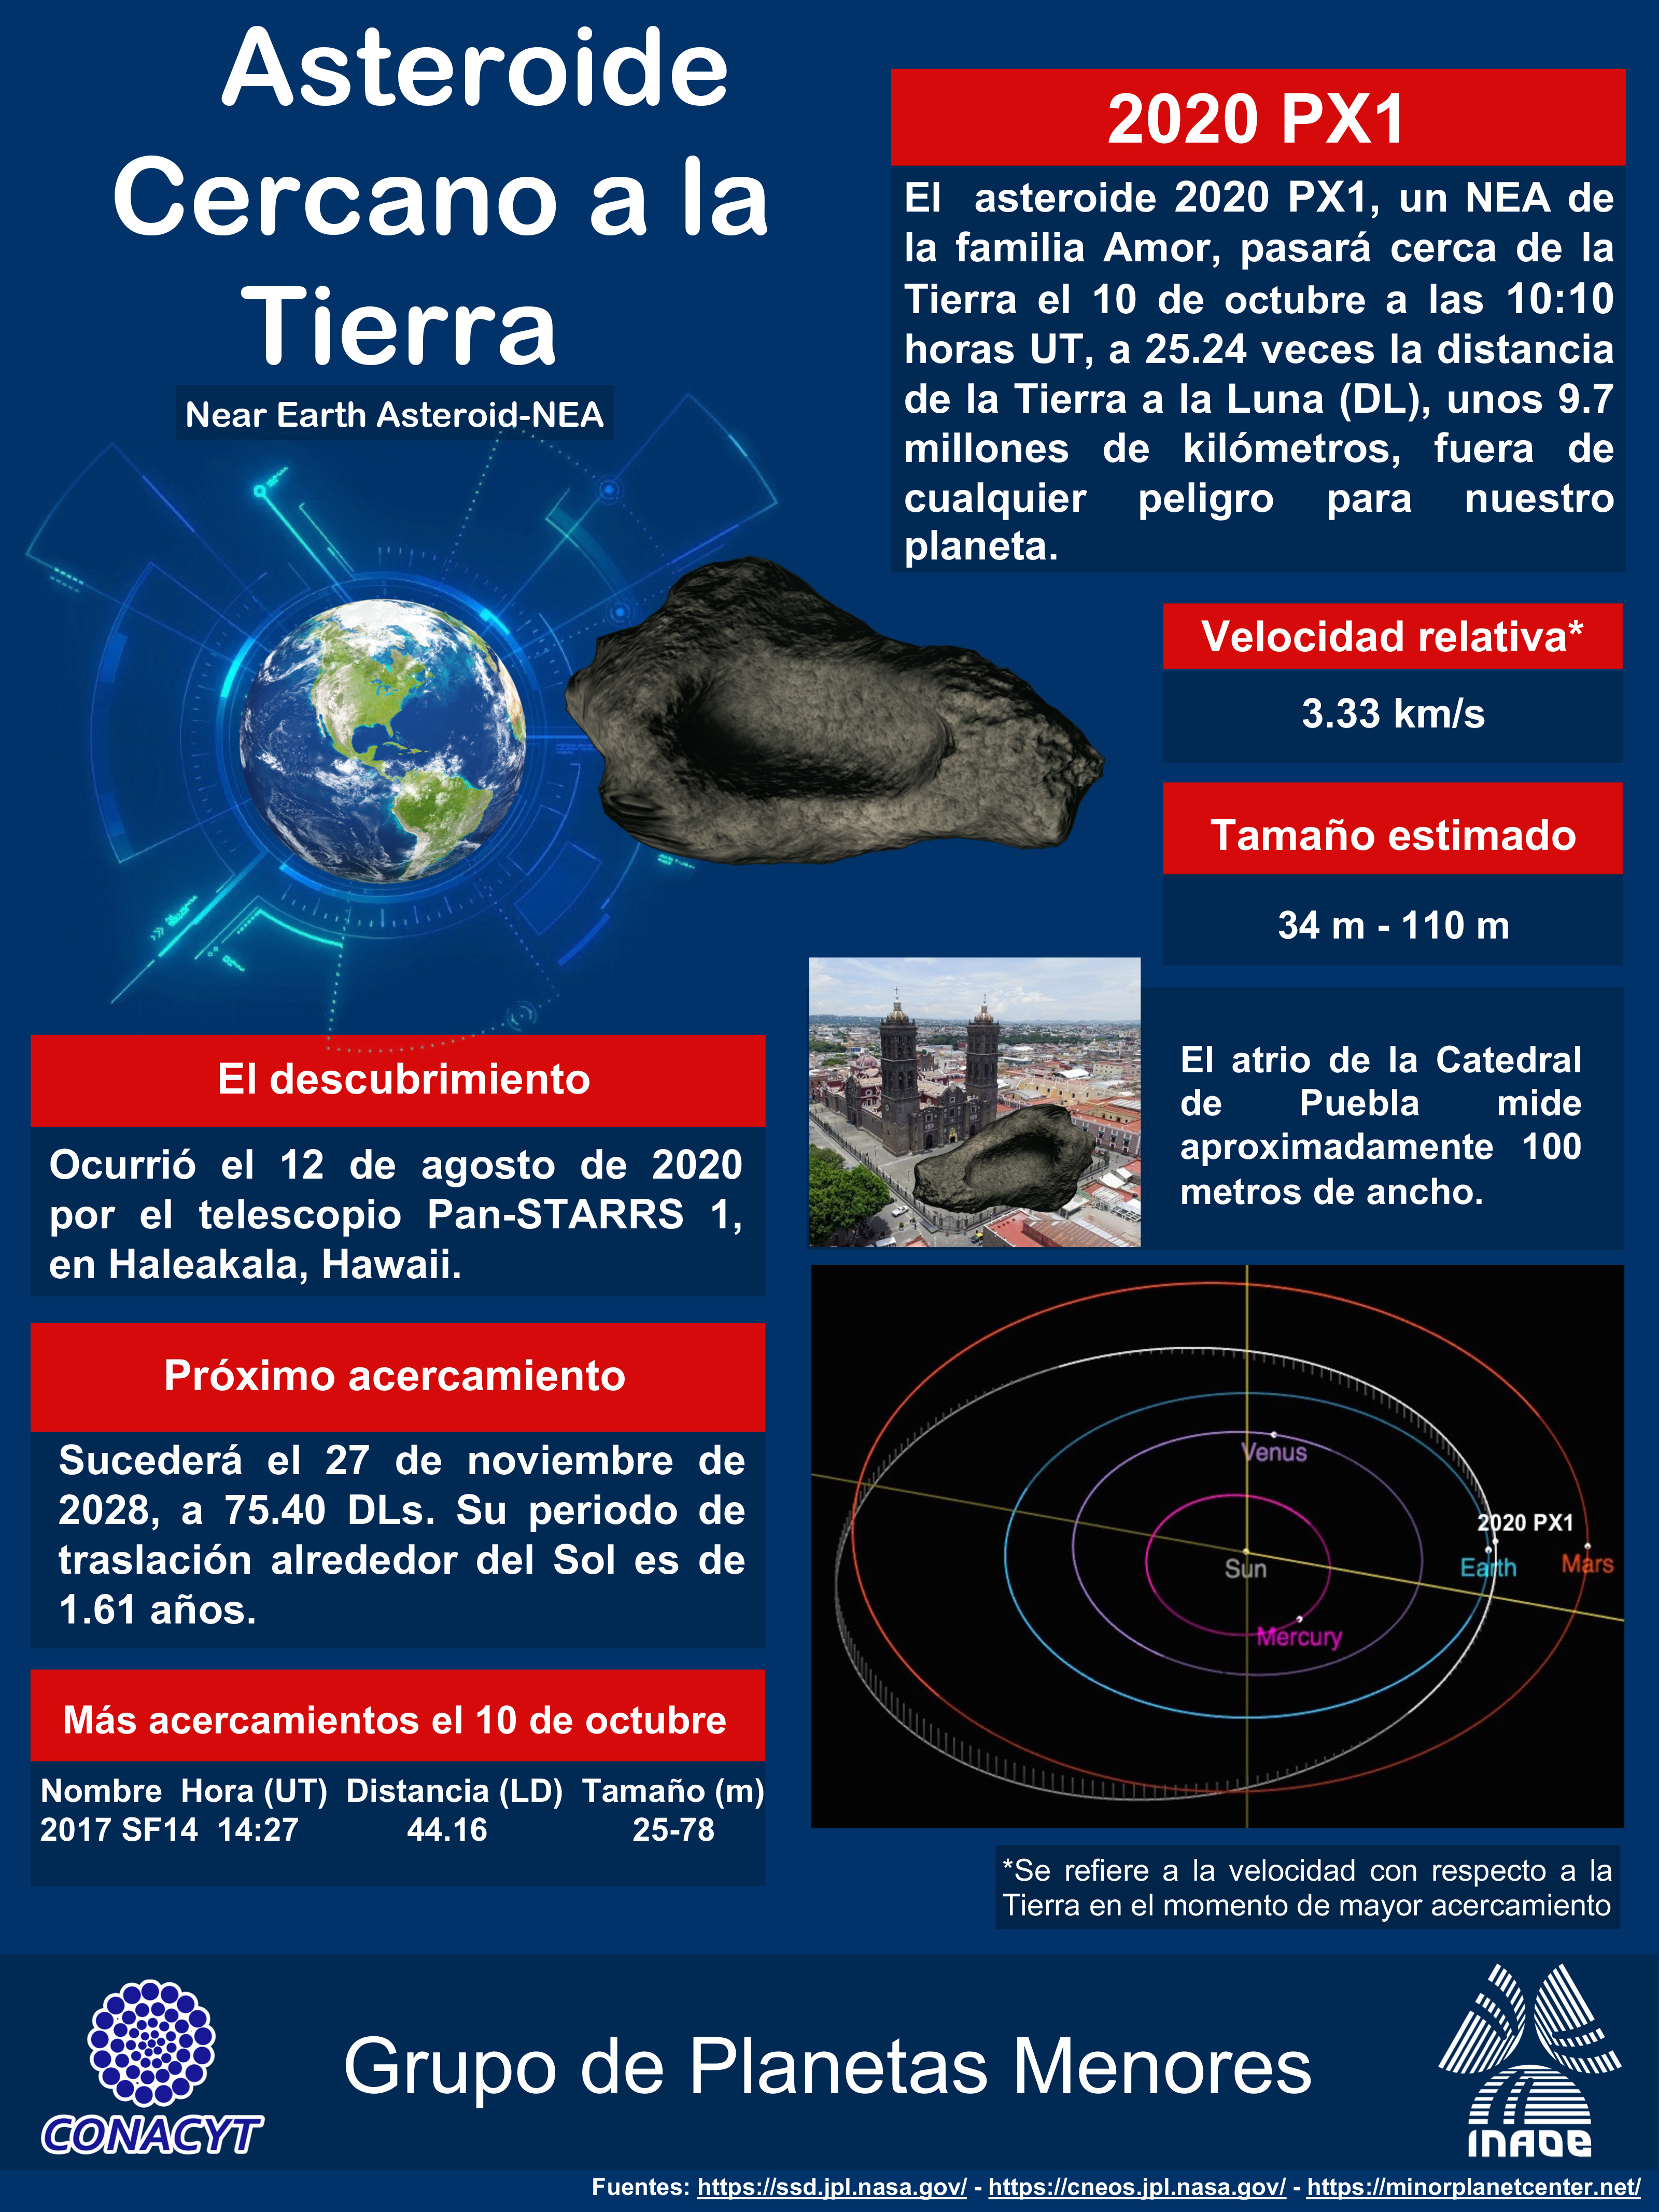 Asteroide
Cercano a la
Tierra
Near Earth Asteroid-NEA
2020 PX1
El asteroide 2020 PX1, un NEA de
la familia Amor, pasará cerca de la
Tierra el 10 de octubre a las 10:10
horas UT, a 25.24 veces la distancia
de la Tierra a la Luna (DL), unos 9.7
millones de kilómetros, fuera de
cualquier peligro para nuestro
planeta.
Velocidad relativa*
3.33 km/s
Tamaño estimado
34 m - 110 m
El atrio de la Catedral
de Puebla mide
aproximadamente 100
metros de ancho.
El descubrimiento
Ocurrió el 12 de agosto de 2020
por el telescopio Pan-STARRS 1,
en Haleakala, Hawaii.
Próximo acercamiento
Sucederá el 27 de noviembre de
2028, a 75.40 DLs. Su periodo de
traslación alrededor del Sol es de
1.61 años.
Más acercamientos el 10 de octubre
Nombre Hora (UT) Distancia (LD) Tamaño (m)
2017 SF14 14:27 44.16 25-78
Venus
2020 PX1
Sun
Earth
Mars
Mercury
*Se refiere a la velocidad con respecto a la
Tierra en el momento de mayor acercamiento
CONACYT
Grupo de Planetas Menores
INAOE
Fuentes: https://ssd.jpl.nasa.gov/ - https://cneos.jpl.nasa.gov/ - https://minorplanetcenter.net/